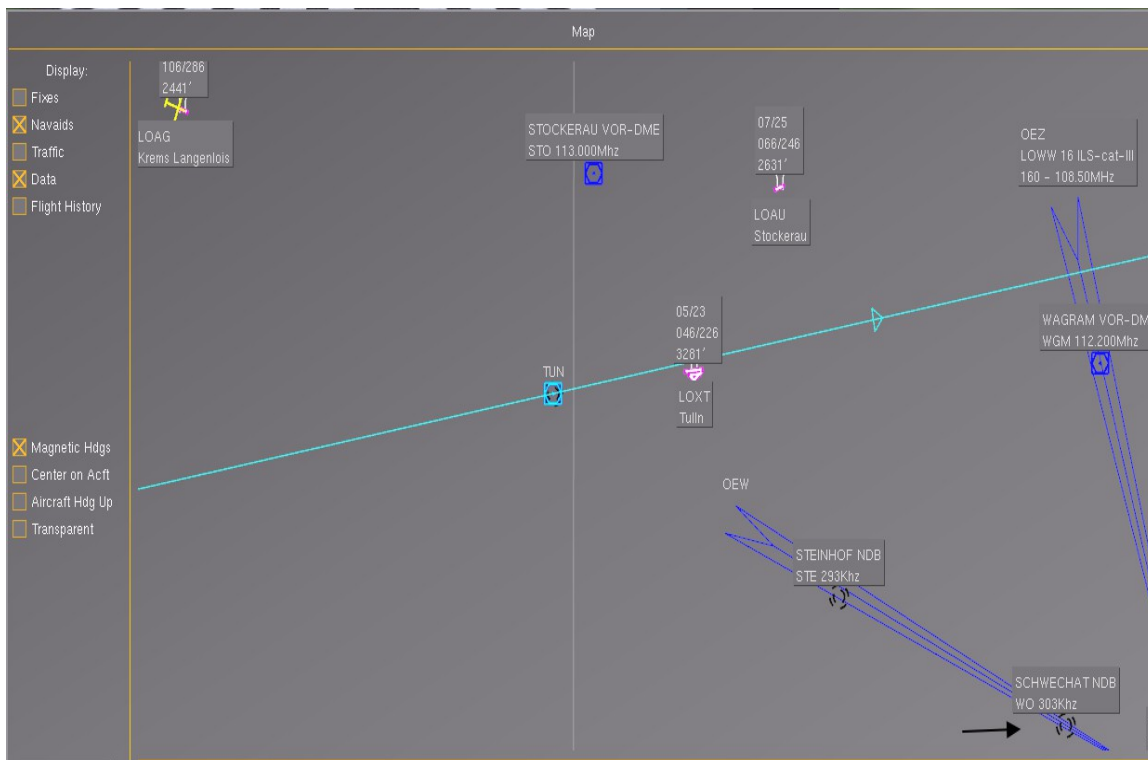 Map
Display:
Fixes
Navaids
Traffic
Data
Flight History
Magnetic Hdgs
Center on Acft
Aircraft Hdg Up
Transparent
106/286
2441'
LOAG
Krems Langenlois
STOCKERAU VOR-DME
STO 113.000Mhz
07/25
066/246
2631'
LOAU
Stockerau
OEZ
LOWW 16 ILS-cat-III
160 - 108.50MHz
05/23
046/226
3281'
LOXT
Tulln
TUN
WAGRAM VOR-DM
WGM 112.200Mhz
OEW
STEINHOF NDB
STE 293Khz
SCHWECHAT NDB
WO 303Khz